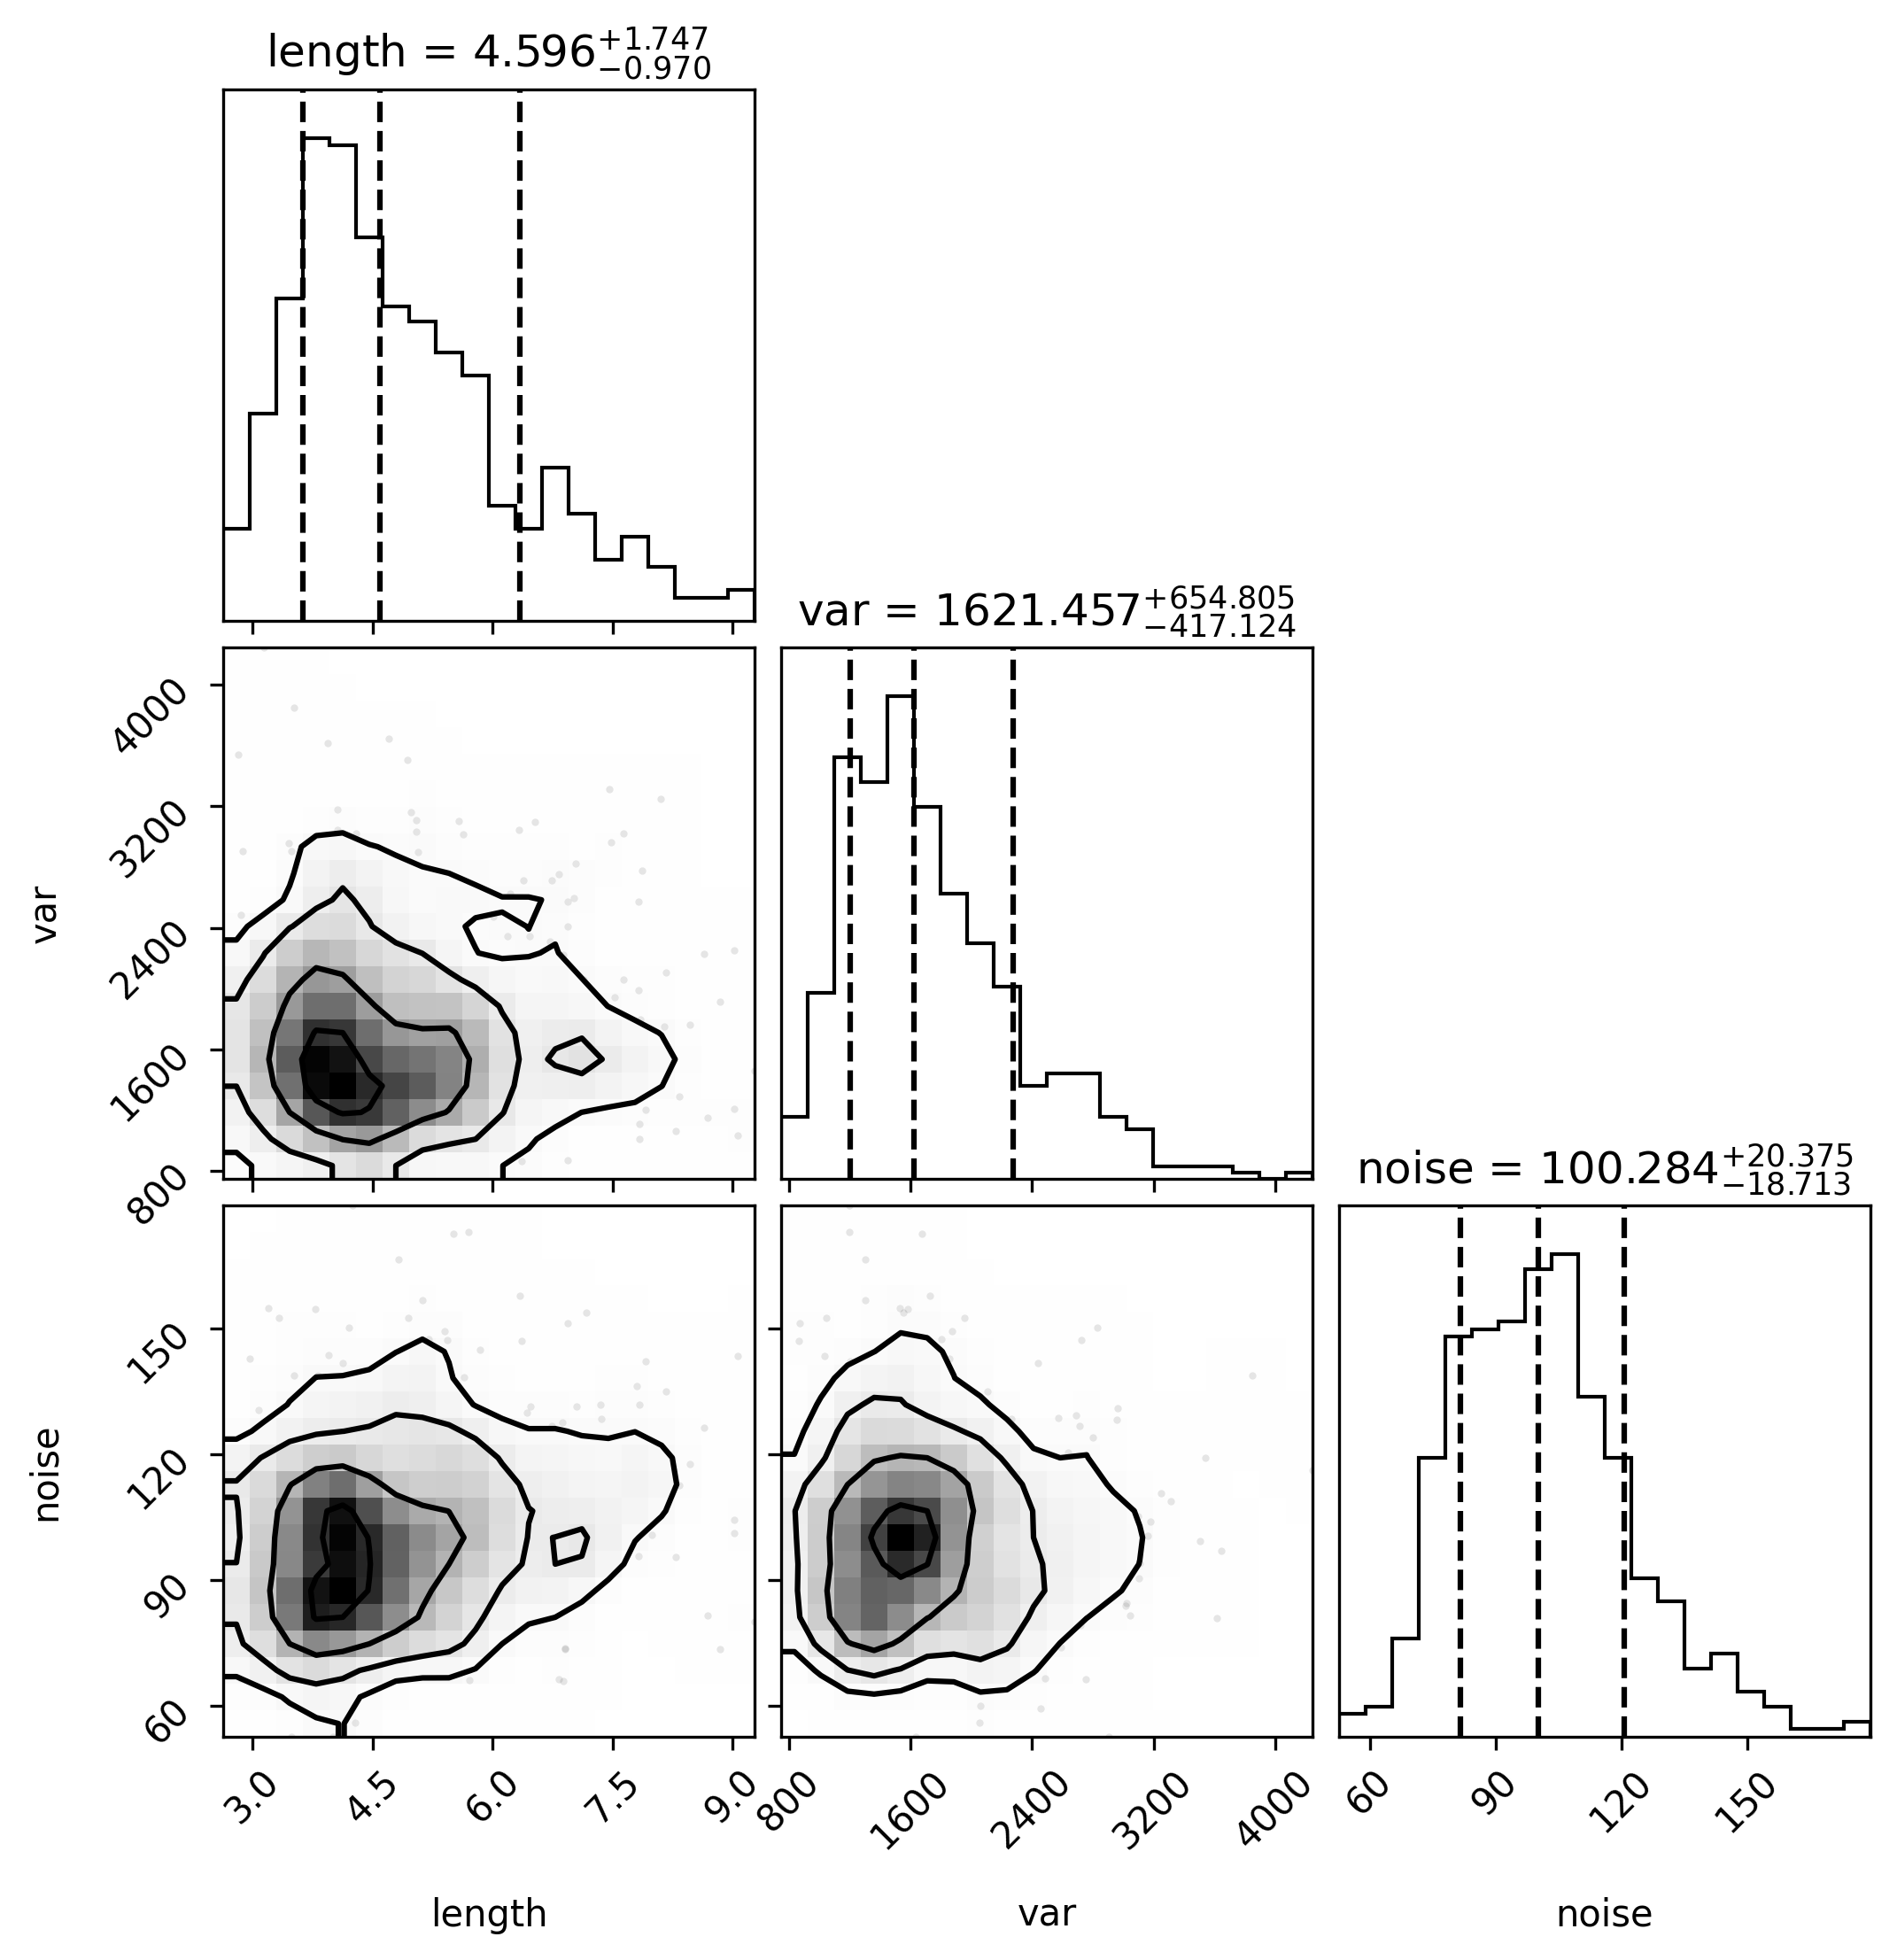 length = 4.596 +1.747 −0.970
var = 1621.457 +654.805 −417.124
4000
3200
2400
1600
800
var
noise = 100.284 +20.375 −18.713
150
120
90
60
noise
3.0 4.5 6.0 7.5 9.0 800 1600 2400 3200 4000 60 90 120 150
length var noise